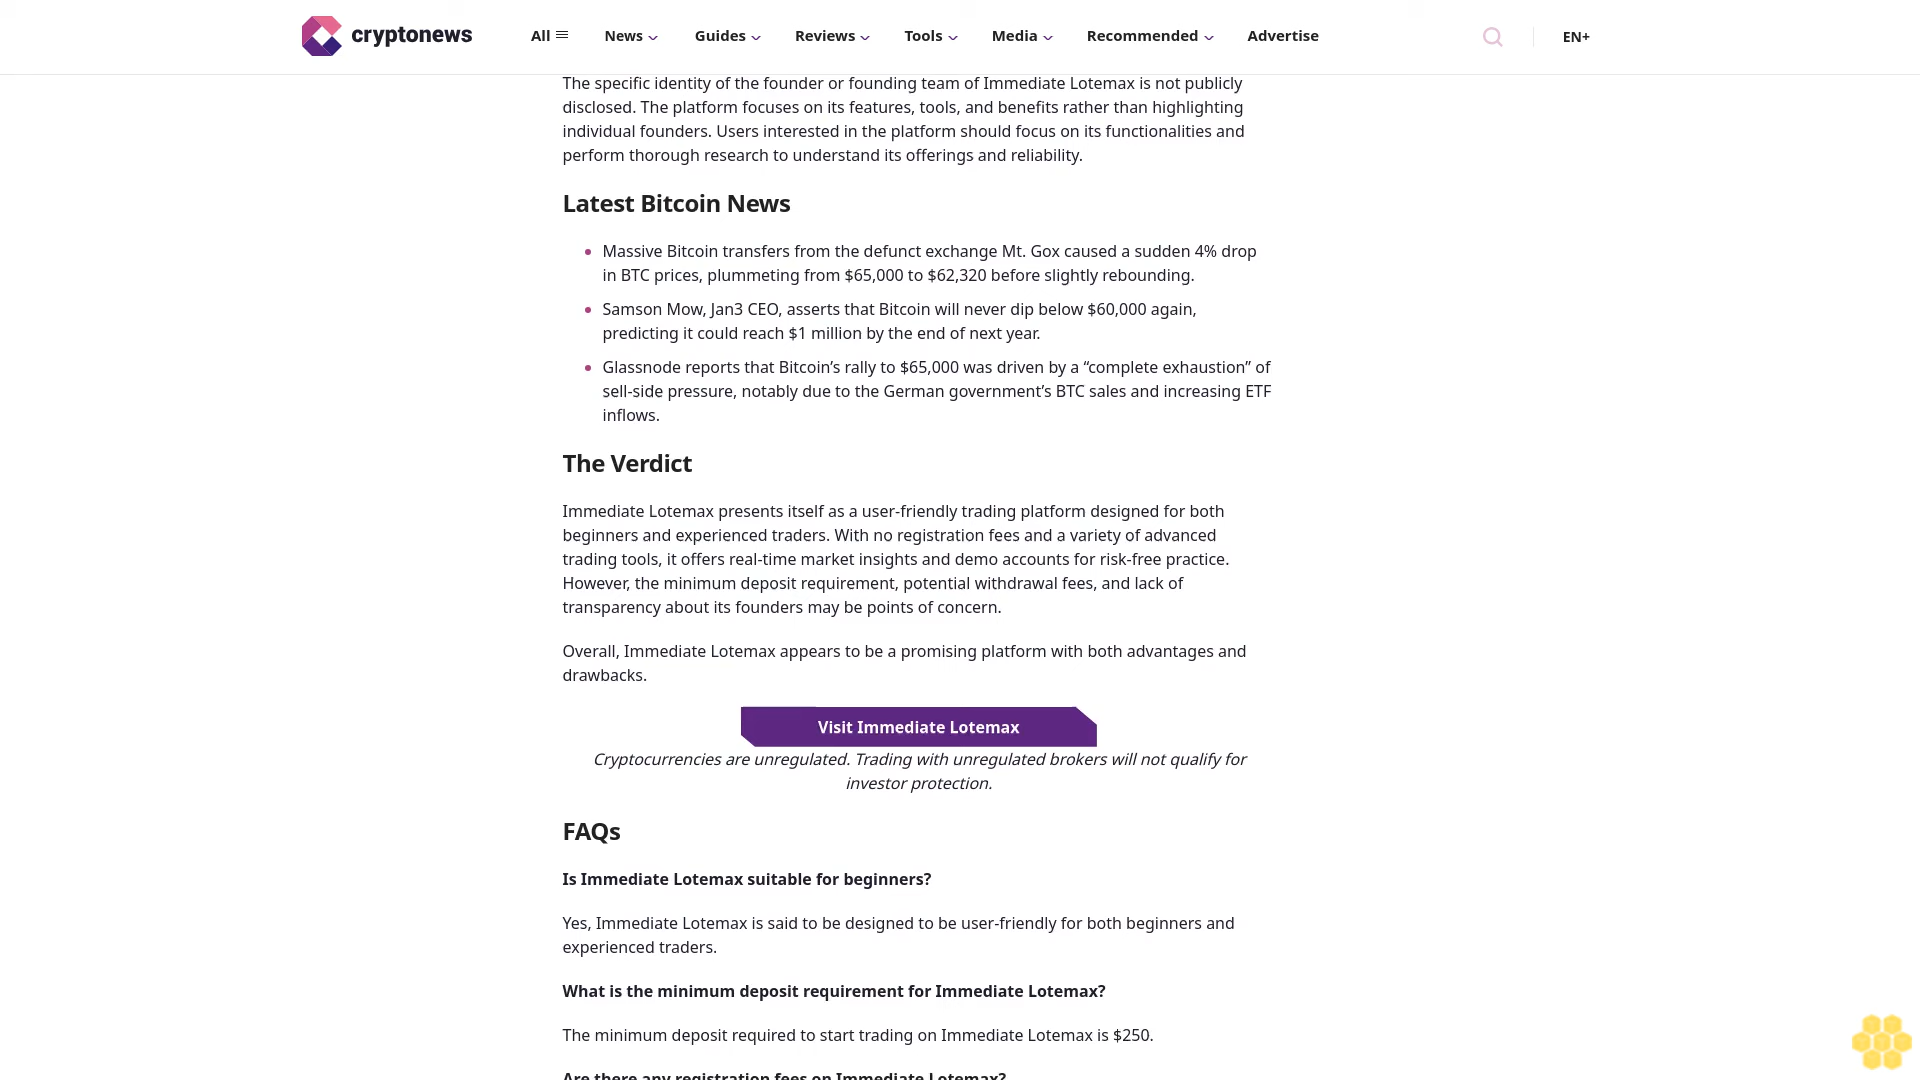 cryptonews
All
News
Guides
Reviews
Tools
Media
Recommended
Advertise
EN+
The specific identity of the founder or founding team of Immediate Lotemax is not publicly
disclosed. The platform focuses on its features, tools, and benefits rather than highlighting
individual founders. Users interested in the platform should focus on its functionalities and
perform thorough research to understand its offerings and reliability.
Latest Bitcoin News
Massive Bitcoin transfers from the defunct exchange Mt. Gox caused a sudden 4% drop
in BTC prices, plummeting from $65,000 to $62,320 before slightly rebounding.
Samson Mow, Jan3 CEO, asserts that Bitcoin will never dip below $60,000 again,
predicting it could reach $1 million by the end of next year.
Glassnode reports that Bitcoin’s rally to $65,000 was driven by a “complete exhaustion” of
sell-side pressure, notably due to the German government’s BTC sales and increasing ETF
inflows.
The Verdict
Immediate Lotemax presents itself as a user-friendly trading platform designed for both
beginners and experienced traders. With no registration fees and a variety of advanced
trading tools, it offers real-time market insights and demo accounts for risk-free practice.
However, the minimum deposit requirement, potential withdrawal fees, and lack of
transparency about its founders may be points of concern.
Overall, Immediate Lotemax appears to be a promising platform with both advantages and
drawbacks.
Visit Immediate Lotemax
Cryptocurrencies are unregulated. Trading with unregulated brokers will not qualify for
investor protection.
FAQs
Is Immediate Lotemax suitable for beginners?
Yes, Immediate Lotemax is said to be designed to be user-friendly for both beginners and
experienced traders.
What is the minimum deposit requirement for Immediate Lotemax?
The minimum deposit required to start trading on Immediate Lotemax is $250.
Are there any registration fees on Immediate Lotemax?